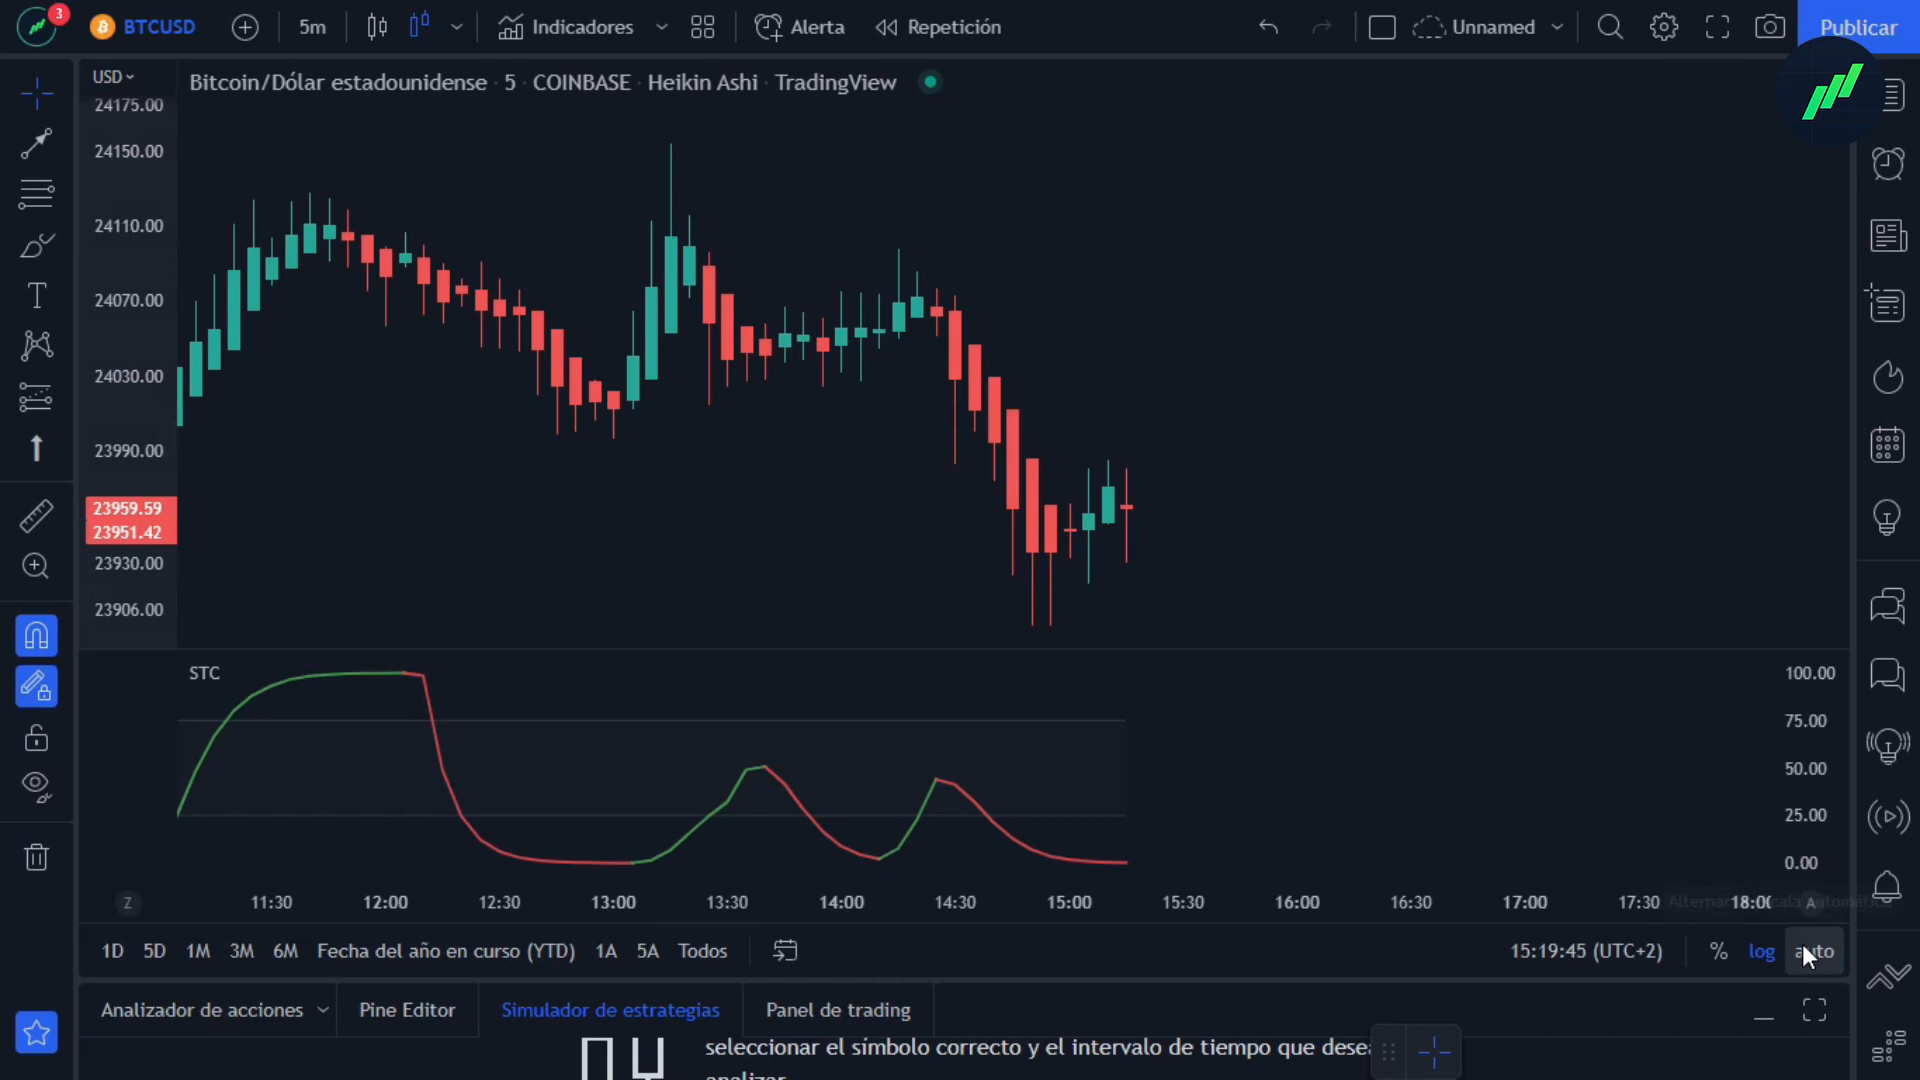 3
BTCUSD
5m
Indicadores
Alerta
Repetición
Unnamed
Publicar
USD
Bitcoin/Dólar estadounidense · 5 · COINBASE · Heikin Ashi · TradingView
24175.00
24150.00
24110.00
24070.00
24030.00
23990.00
23959.59
23951.42
23930.00
23906.00
STC
100.00
75.00
50.00
25.00
0.00
Z
11:30
12:00
12:30
13:00
13:30
14:00
14:30
15:00
15:30
16:00
16:30
17:00
17:30
A
1D
5D
1M
3M
6M
Fecha del año en curso (YTD)
1A
5A
Todos
15:19:45 (UTC+2)
%
log
auto
Analizador de acciones
Pine Editor
Simulador de estrategias
Panel de trading
seleccionar el símbolo correcto y el intervalo de tiempo que